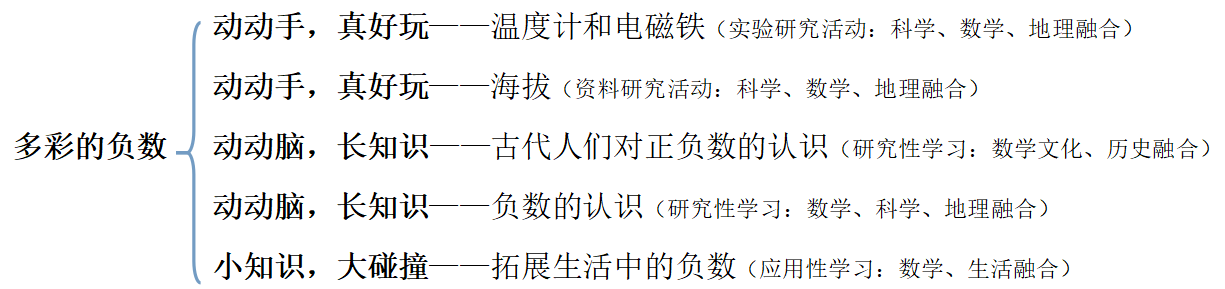 动动手，真好玩——温度计和电磁铁（实验研究活动：科学、数学、地理融合）
动动手，真好玩——海拔（资料研究活动：科学、数学、地理融合）
多彩的负数
动动脑，长知识——古代人们对正负数的认识（研究性学习：数学文化、历史融合）
动动脑，长知识——负数的认识（研究性学习：数学、科学、地理融合）
小知识，大碰撞——拓展生活中的负数（应用性学习：数学、生活融合）